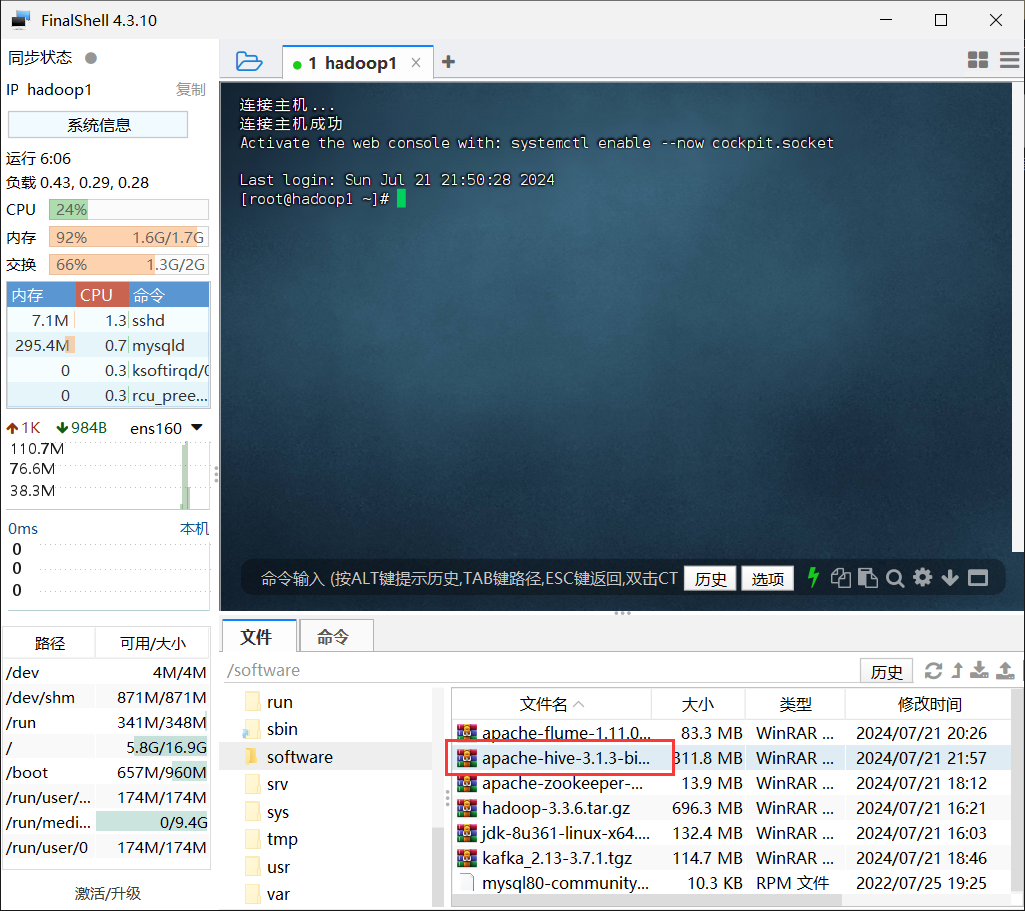 FinalShell 4.3.10
同步状态
IP hadoop1 复制
系统信息
运行 6:06
负载 0.43, 0.29, 0.28
CPU 24%
内存 92% 1.6G/1.7G
交换 66% 1.3G/2G
内存 CPU 命令
7.1M 1.3 sshd
295.4M 0.7 mysqld
0 0.3 ksoftirqd/0
0 0.3 rcu_pree...
1K 984B ens160
110.7M
76.6M
38.3M
0ms 本机
0
0
0
路径 可用/大小
/dev 4M/4M
/dev/shm 871M/871M
/run 341M/348M
/ 5.8G/16.9G
/boot 657M/960M
/run/user/... 174M/174M
/run/medi... 0/9.4G
/run/user/0 174M/174M
激活/升级
1 hadoop1
连接主机...
连接主机成功
Activate the web console with: systemctl enable --now cockpit.socket
Last login: Sun Jul 21 21:50:28 2024
[root@hadoop1 ~]#
命令输入 (按ALT键提示历史,TAB键路径,ESC键返回,双击CT 历史 选项
文件 命令
/software 历史
run
sbin
software
srv
sys
tmp
usr
var
文件名 大小 类型 修改时间
apache-flume-1.11.0... 83.3 MB WinRAR ... 2024/07/21 20:26
apache-hive-3.1.3-bi... 311.8 MB WinRAR ... 2024/07/21 21:57
apache-zookeeper-... 13.9 MB WinRAR ... 2024/07/21 18:12
hadoop-3.3.6.tar.gz 696.3 MB WinRAR ... 2024/07/21 16:21
jdk-8u361-linux-x64.... 132.4 MB WinRAR ... 2024/07/21 16:03
kafka_2.13-3.7.1.tgz 114.7 MB WinRAR ... 2024/07/21 18:46
mysql80-community... 10.3 KB RPM 文件 2022/07/25 19:25